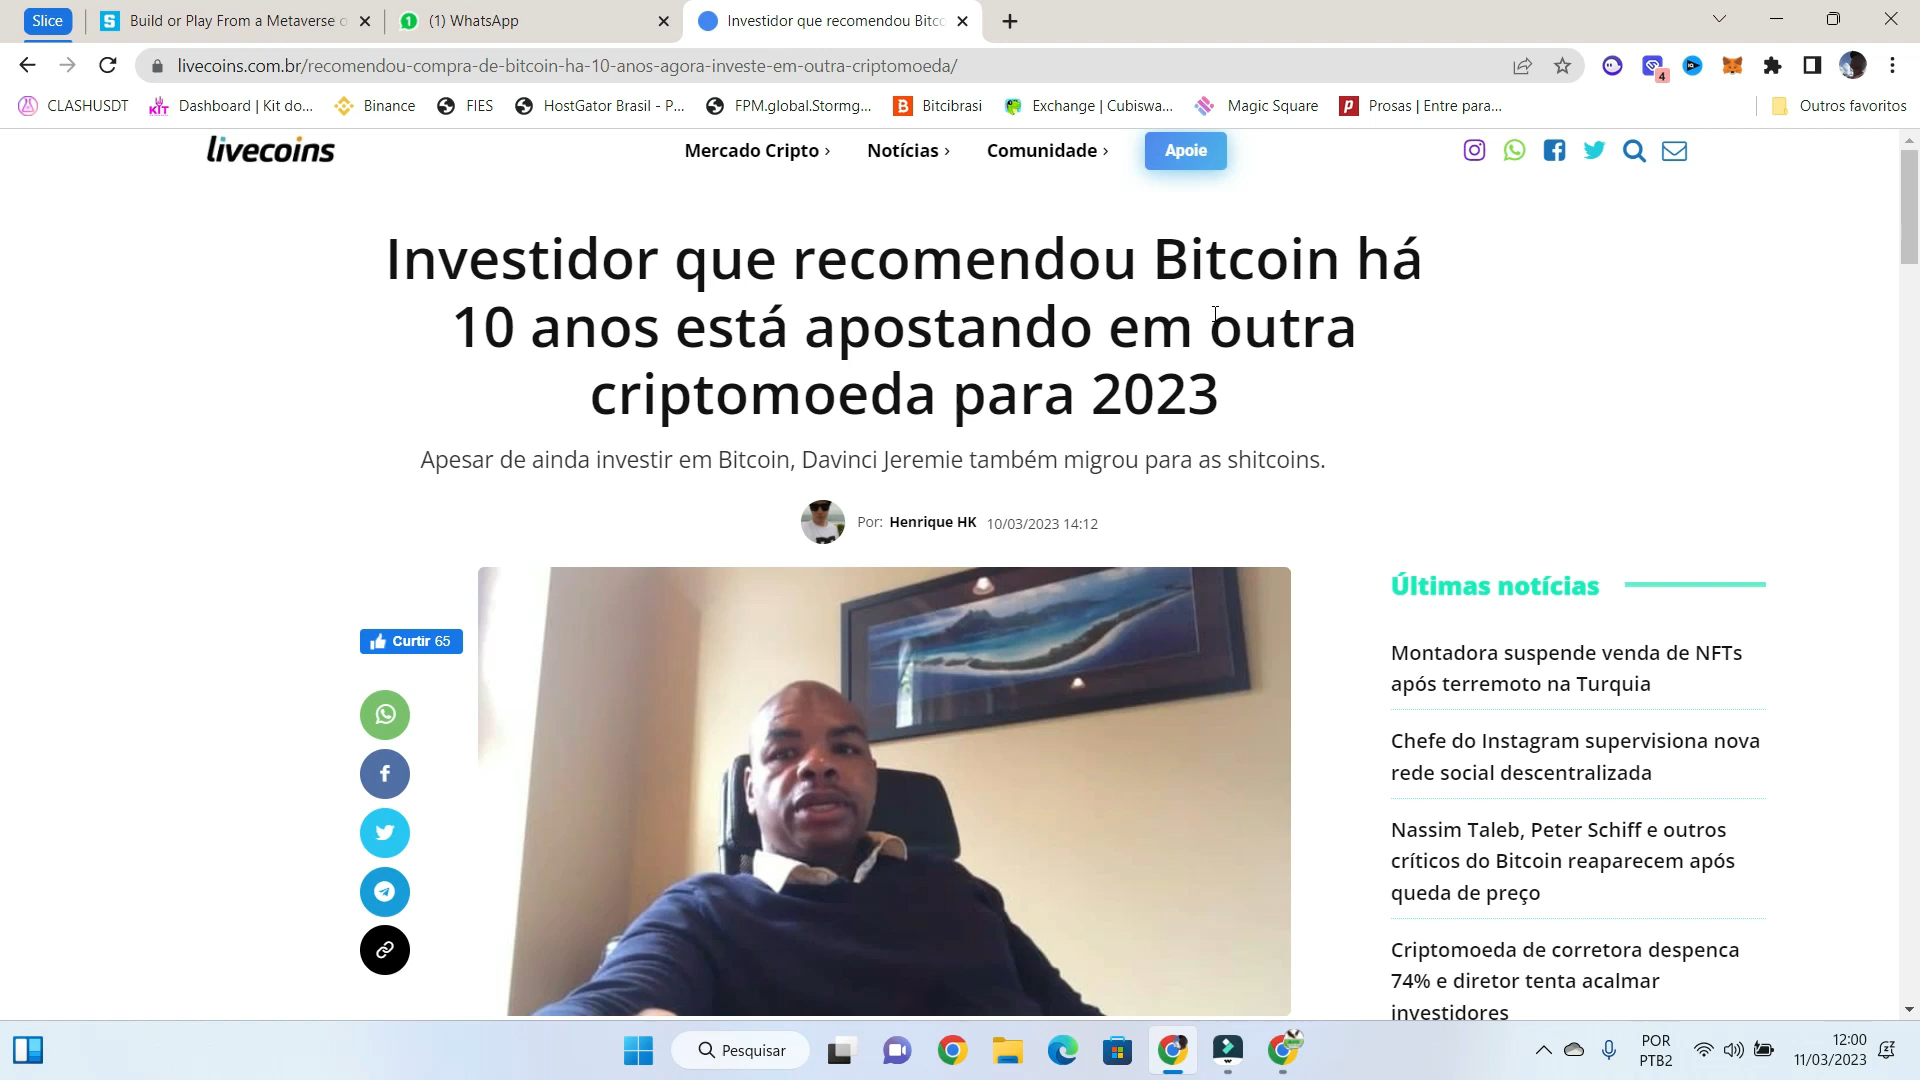 Slice
Build or Play From a Metaverse o
(1) WhatsApp
Investidor que recomendou Bitco
livecoins.com.br/recomendou-compra-de-bitcoin-ha-10-anos-agora-investe-em-outra-criptomoeda/
4
CLASHUSDT
Dashboard | Kit do...
Binance
FIES
HostGator Brasil - P...
FPM.global.Stormg...
Bitcibrasi
Exchange | Cubiswa...
Magic Square
Prosas | Entre para...
Outros favoritos
livecoins
Mercado Cripto ›
Notícias ›
Comunidade ›
Apoie
Investidor que recomendou Bitcoin há
10 anos está apostando em outra
criptomoeda para 2023
Apesar de ainda investir em Bitcoin, Davinci Jeremie também migrou para as shitcoins.
Por: Henrique HK 10/03/2023 14:12
Curtir 65
Últimas notícias
Montadora suspende venda de NFTs
após terremoto na Turquia
Chefe do Instagram supervisiona nova
rede social descentralizada
Nassim Taleb, Peter Schiff e outros
críticos do Bitcoin reaparecem após
queda de preço
Criptomoeda de corretora despenca
74% e diretor tenta acalmar
investidores
Pesquisar
POR
PTB2
12:00
11/03/2023